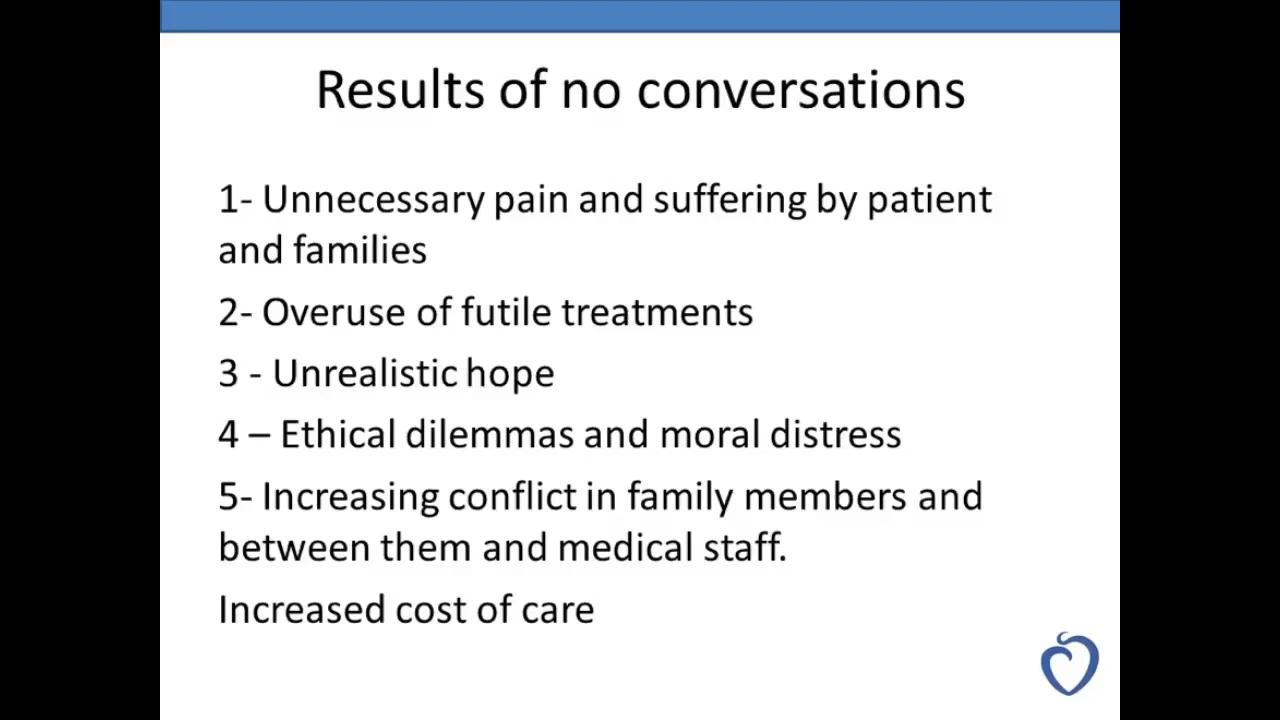 Results of no conversations
1- Unnecessary pain and suffering by patient
and families
2- Overuse of futile treatments
3 - Unrealistic hope
4 – Ethical dilemmas and moral distress
5- Increasing conflict in family members and
between them and medical staff.
Increased cost of care